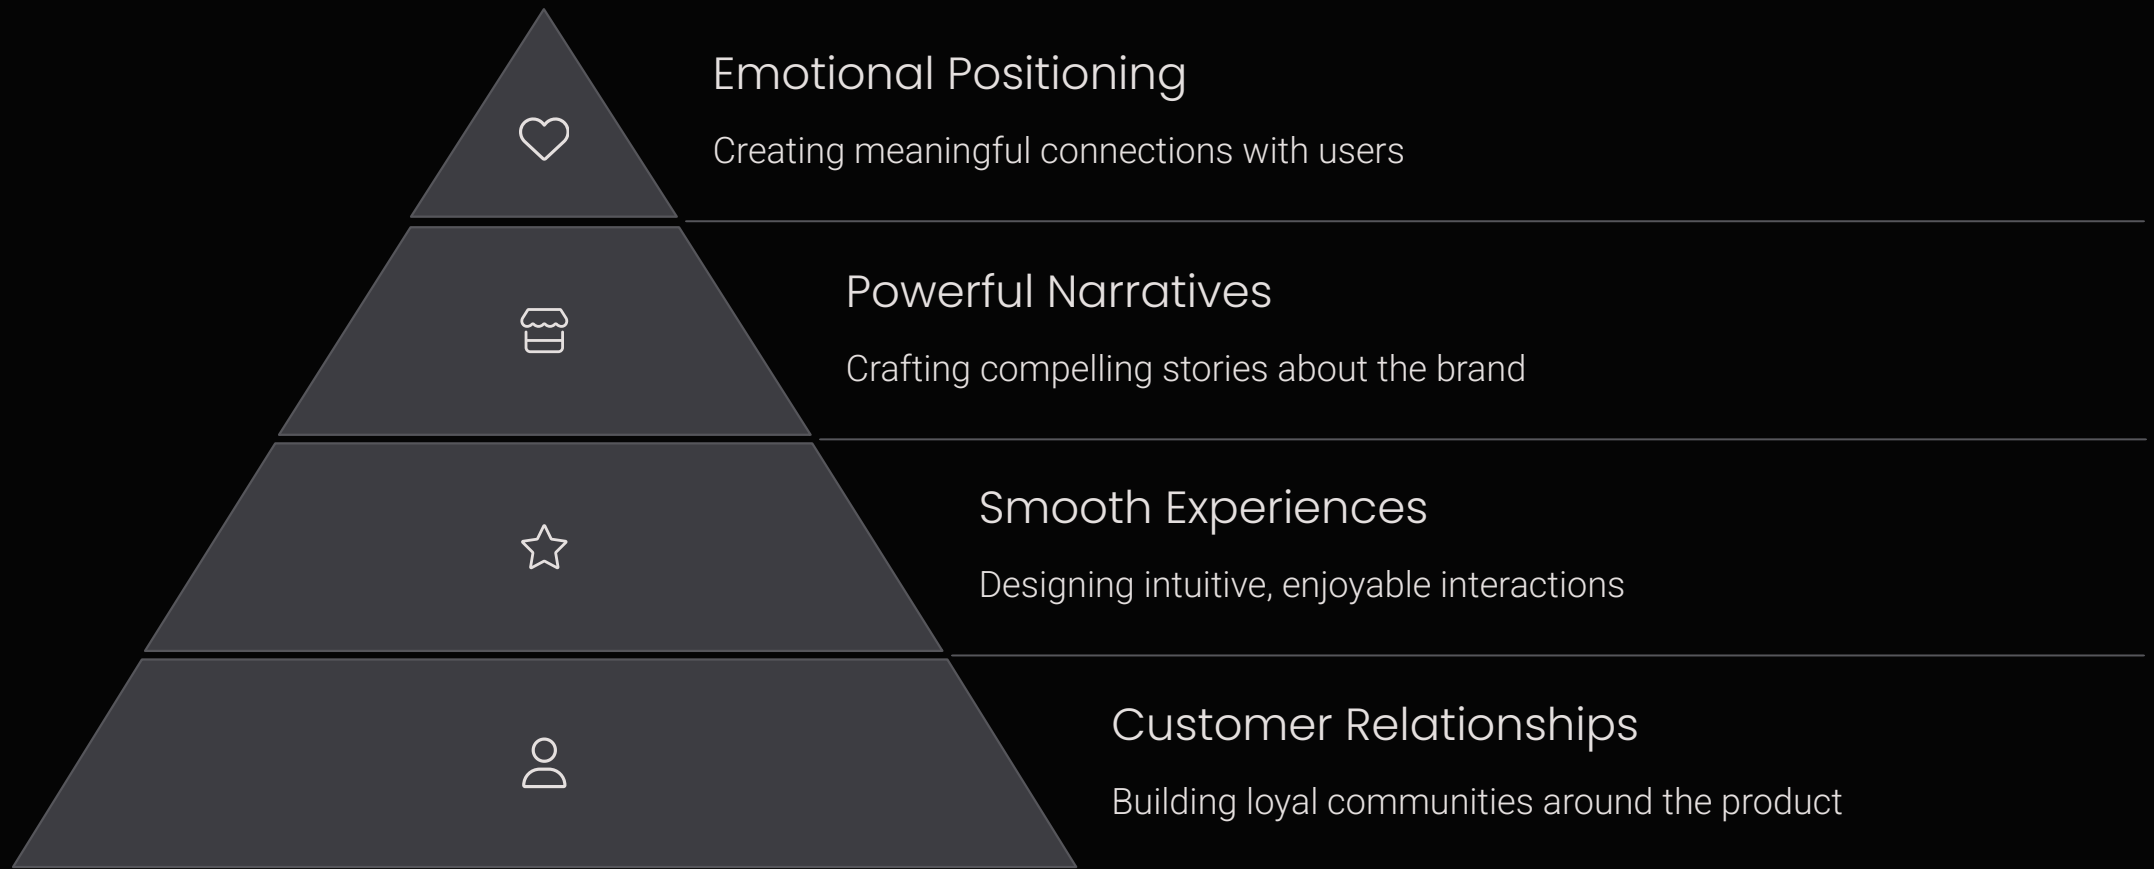 Emotional Positioning
Creating meaningful connections with users
Powerful Narratives
Crafting compelling stories about the brand
Smooth Experiences
Designing intuitive, enjoyable interactions
Customer Relationships
Building loyal communities around the product